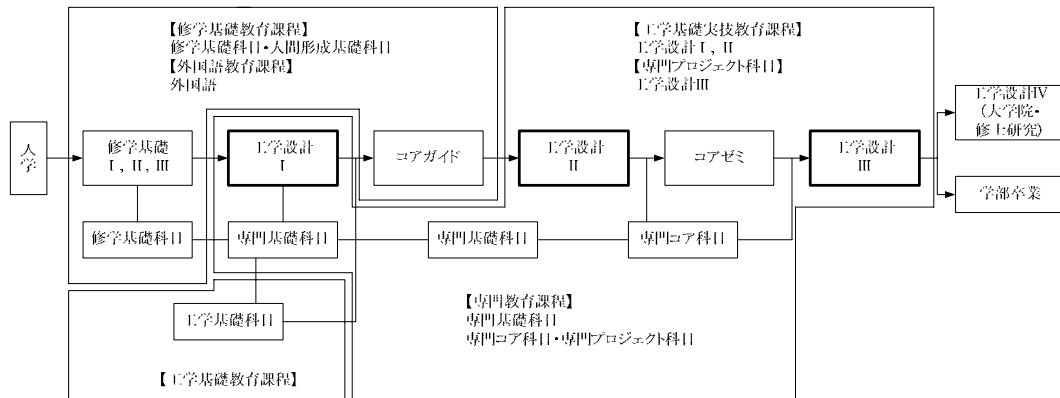 【修学基礎教育課程】
修学基礎科目・人間形成基礎科目
【外国語教育課程】
外国語
【工学基礎実技教育課程】
工学設計Ⅰ, Ⅱ
【専門プロジェクト科目】
工学設計Ⅲ
入学
修学基礎
Ⅰ, Ⅱ, Ⅲ
工学設計
Ⅰ
コアガイド
工学設計
Ⅱ
コアゼミ
工学設計
Ⅲ
工学設計Ⅳ
(大学院・
修士研究)
学部卒業
修学基礎科目
専門基礎科目
専門基礎科目
専門コア科目
工学基礎科目
【専門教育課程】
専門基礎科目
専門コア科目・専門プロジェクト科目
【工学基礎教育課程】